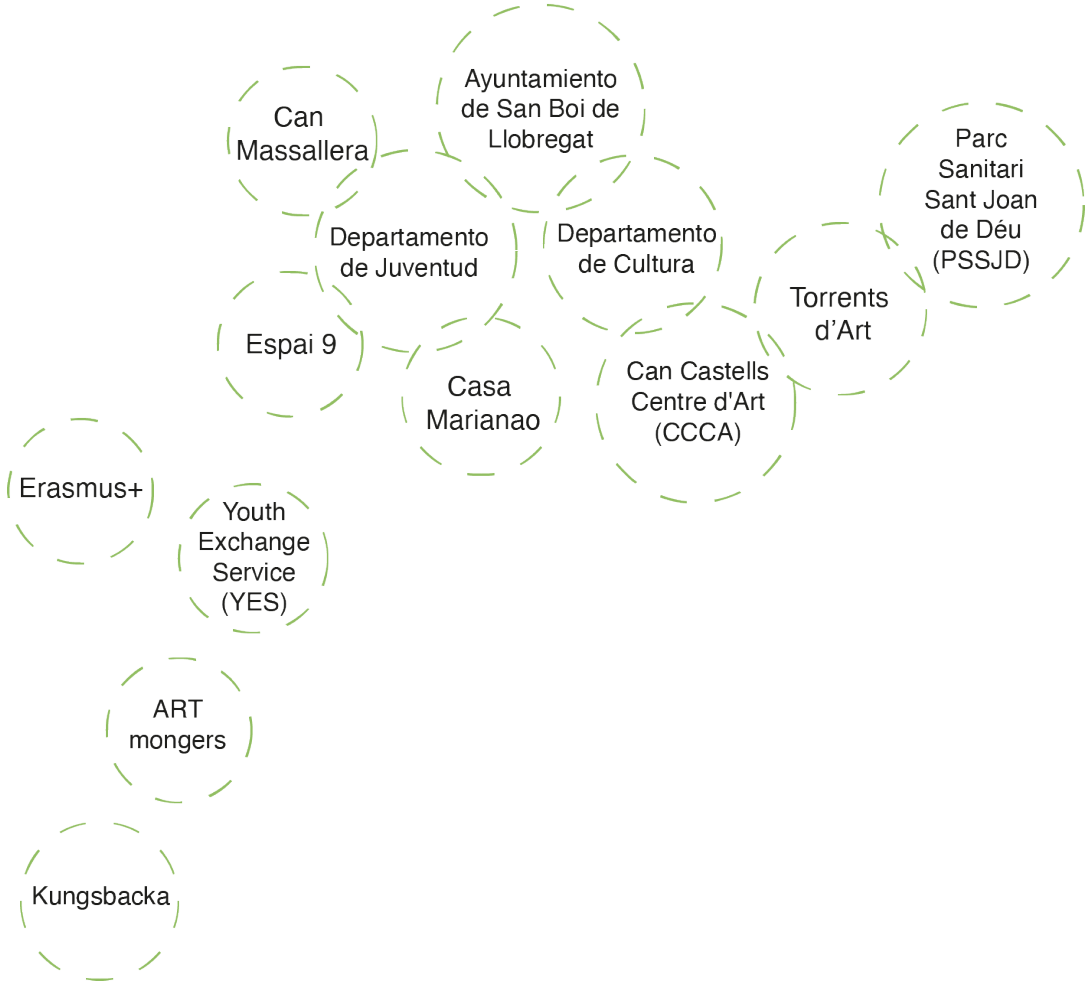 Ayuntamiento
de San Boi de
Llobregat
Can
Massallera
Parc
Sanitari
Sant Joan
de Déu
(PSSJD)
Departamento
de Juventud
Departamento
de Cultura
Torrents
d’Art
Espai 9
Casa
Marianao
Can Castells
Centre d'Art
(CCCA)
Erasmus+
Youth
Exchange
Service
(YES)
ART
mongers
Kungsbacka